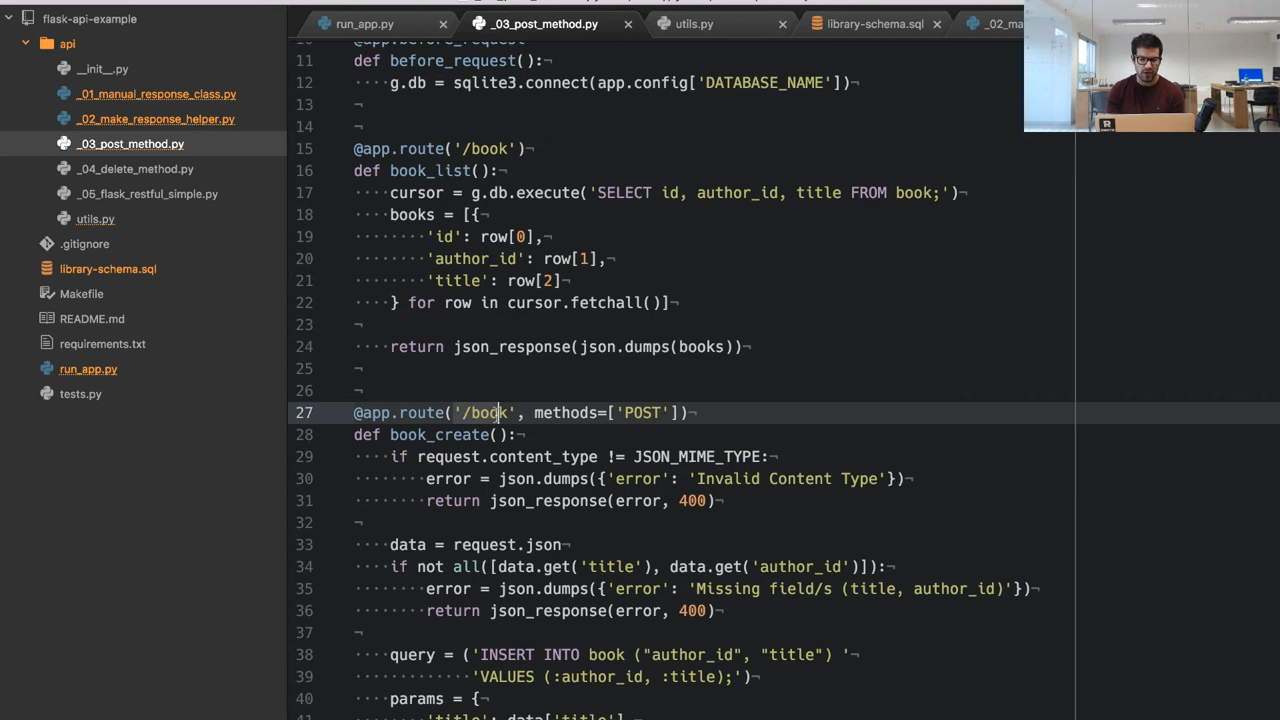 flask-api-example
api
__init__.py
_01_manual_response_class.py
_02_make_response_helper.py
_03_post_method.py
_04_delete_method.py
_05_flask_restful_simple.py
utils.py
.gitignore
library-schema.sql
Makefile
README.md
requirements.txt
run_app.py
tests.py
run_app.py
_03_post_method.py
utils.py
library-schema.sql
_02_ma
10 @app.before_request
11 def before_request():
12 g.db = sqlite3.connect(app.config['DATABASE_NAME'])
13
14
15 @app.route('/book')
16 def book_list():
17 cursor = g.db.execute('SELECT id, author_id, title FROM book;')
18 books = [{
19 'id': row[0],
20 'author_id': row[1],
21 'title': row[2]
22 } for row in cursor.fetchall()]
23
24 return json_response(json.dumps(books))
25
26
27 @app.route('/book', methods=['POST'])
28 def book_create():
29 if request.content_type != JSON_MIME_TYPE:
30 error = json.dumps({'error': 'Invalid Content Type'})
31 return json_response(error, 400)
32
33 data = request.json
34 if not all([data.get('title'), data.get('author_id')]):
35 error = json.dumps({'error': 'Missing field/s (title, author_id)'})
36 return json_response(error, 400)
37
38 query = ('INSERT INTO book ("author_id", "title") '
39 'VALUES (:author_id, :title);')
40 params = {
41 'title': data['title'],